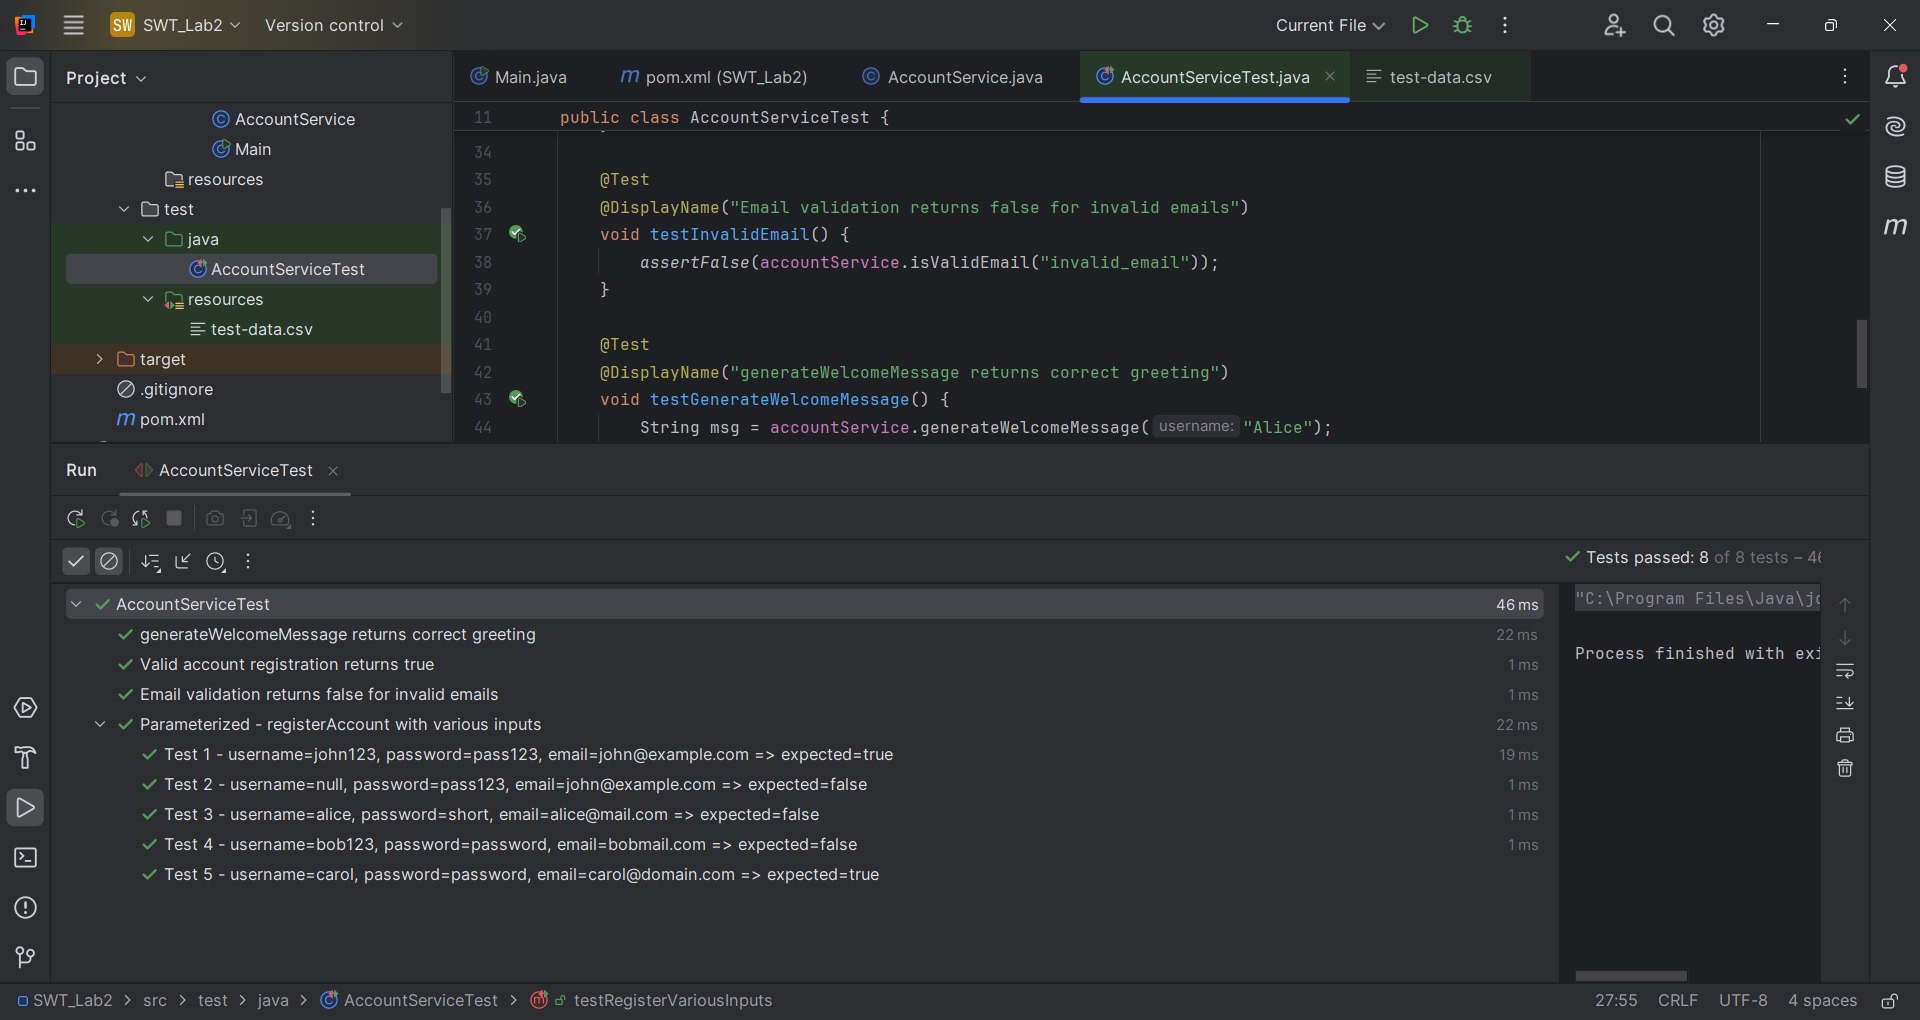 SW SWT_Lab2 Version control Current File
Project
Main.java pom.xml (SWT_Lab2) AccountService.java AccountServiceTest.java test-data.csv
AccountService
Main
resources
test
java
AccountServiceTest
resources
test-data.csv
target
.gitignore
pom.xml
11 public class AccountServiceTest {
34
35 @Test
36 @DisplayName("Email validation returns false for invalid emails")
37 void testInvalidEmail() {
38 assertFalse(accountService.isValidEmail("invalid_email"));
39 }
40
41 @Test
42 @DisplayName("generateWelcomeMessage returns correct greeting")
43 void testGenerateWelcomeMessage() {
44 String msg = accountService.generateWelcomeMessage( username: "Alice");
Run AccountServiceTest
Tests passed: 8 of 8 tests – 46
AccountServiceTest 46 ms
generateWelcomeMessage returns correct greeting 22 ms
Valid account registration returns true 1 ms
Email validation returns false for invalid emails 1 ms
Parameterized - registerAccount with various inputs 22 ms
Test 1 - username=john123, password=pass123, email=john@example.com => expected=true 19 ms
Test 2 - username=null, password=pass123, email=john@example.com => expected=false 1 ms
Test 3 - username=alice, password=short, email=alice@mail.com => expected=false 1 ms
Test 4 - username=bob123, password=password, email=bobmail.com => expected=false 1 ms
Test 5 - username=carol, password=password, email=carol@domain.com => expected=true
"C:\Program Files\Java\jd
Process finished with exi
SWT_Lab2 > src > test > java > AccountServiceTest > testRegisterVariousInputs 27:55 CRLF UTF-8 4 spaces